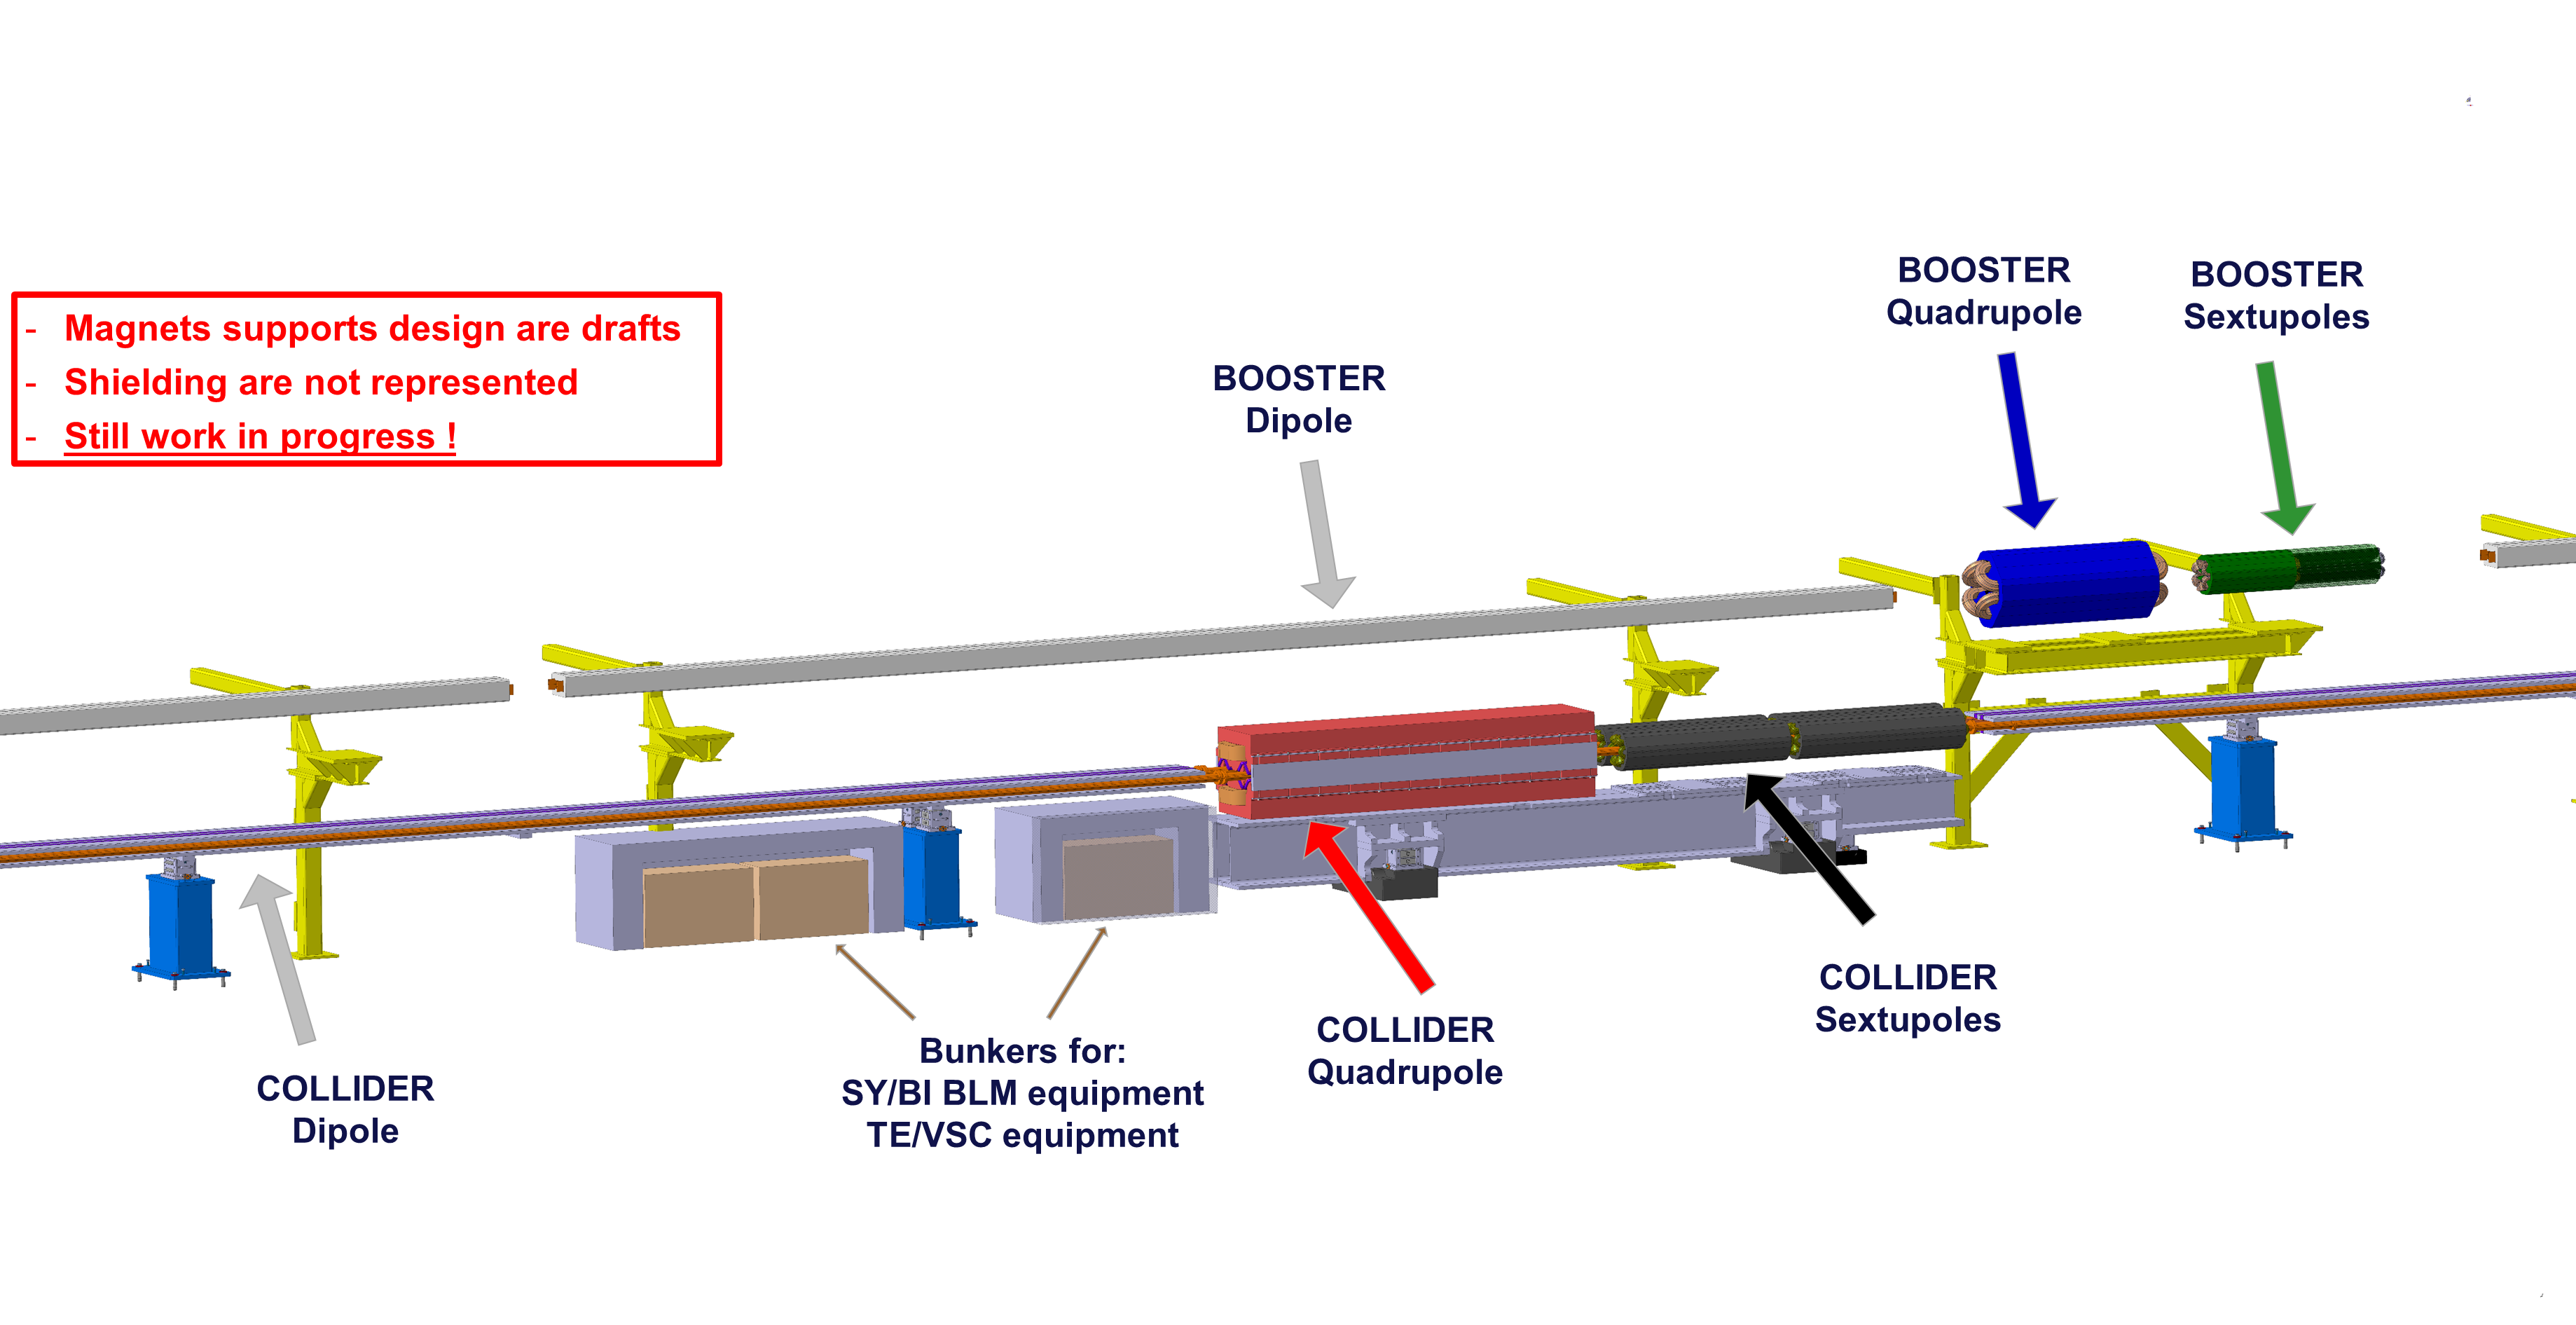 BOOSTER
Quadrupole
BOOSTER
Sextupoles
- Magnets supports design are drafts
- Shielding are not represented
- Still work in progress !
BOOSTER
Dipole
COLLIDER
Sextupoles
COLLIDER
Quadrupole
Bunkers for:
SY/BI BLM equipment
TE/VSC equipment
COLLIDER
Dipole